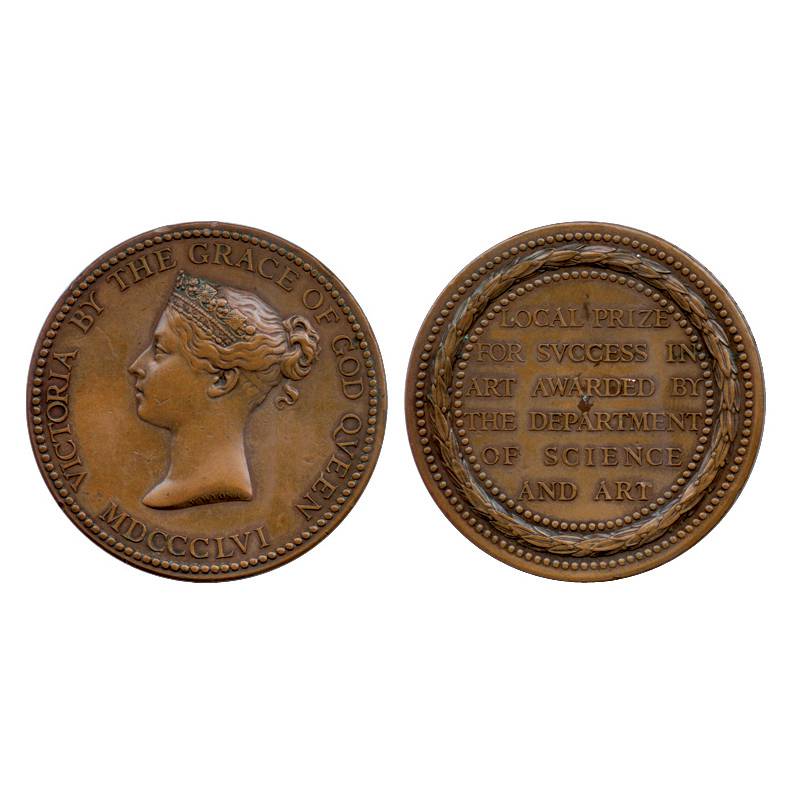 VICTORIA BY THE GRACE OF GOD QVEEN
MDCCCLVI
LOCAL PRIZE
FOR SVCCESS IN
ART AWARDED BY
THE DEPARTMENT
OF SCIENCE
AND ART